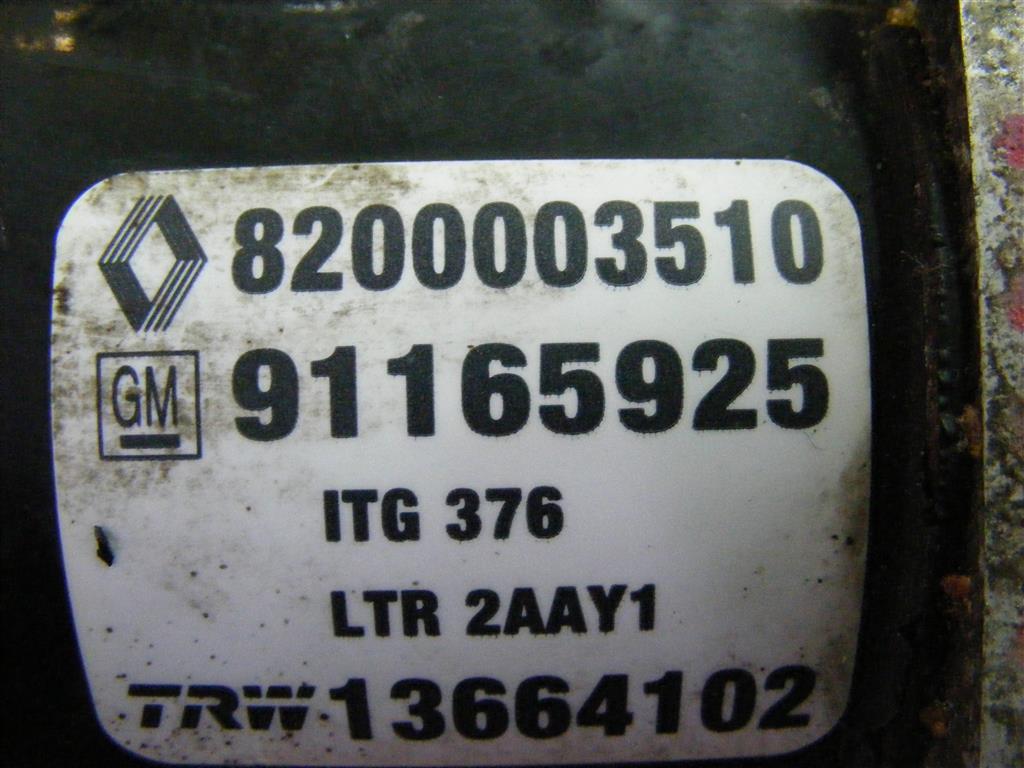 8200003510
GM 91165925
ITG 376
LTR 2AAY1
TRW 13664102